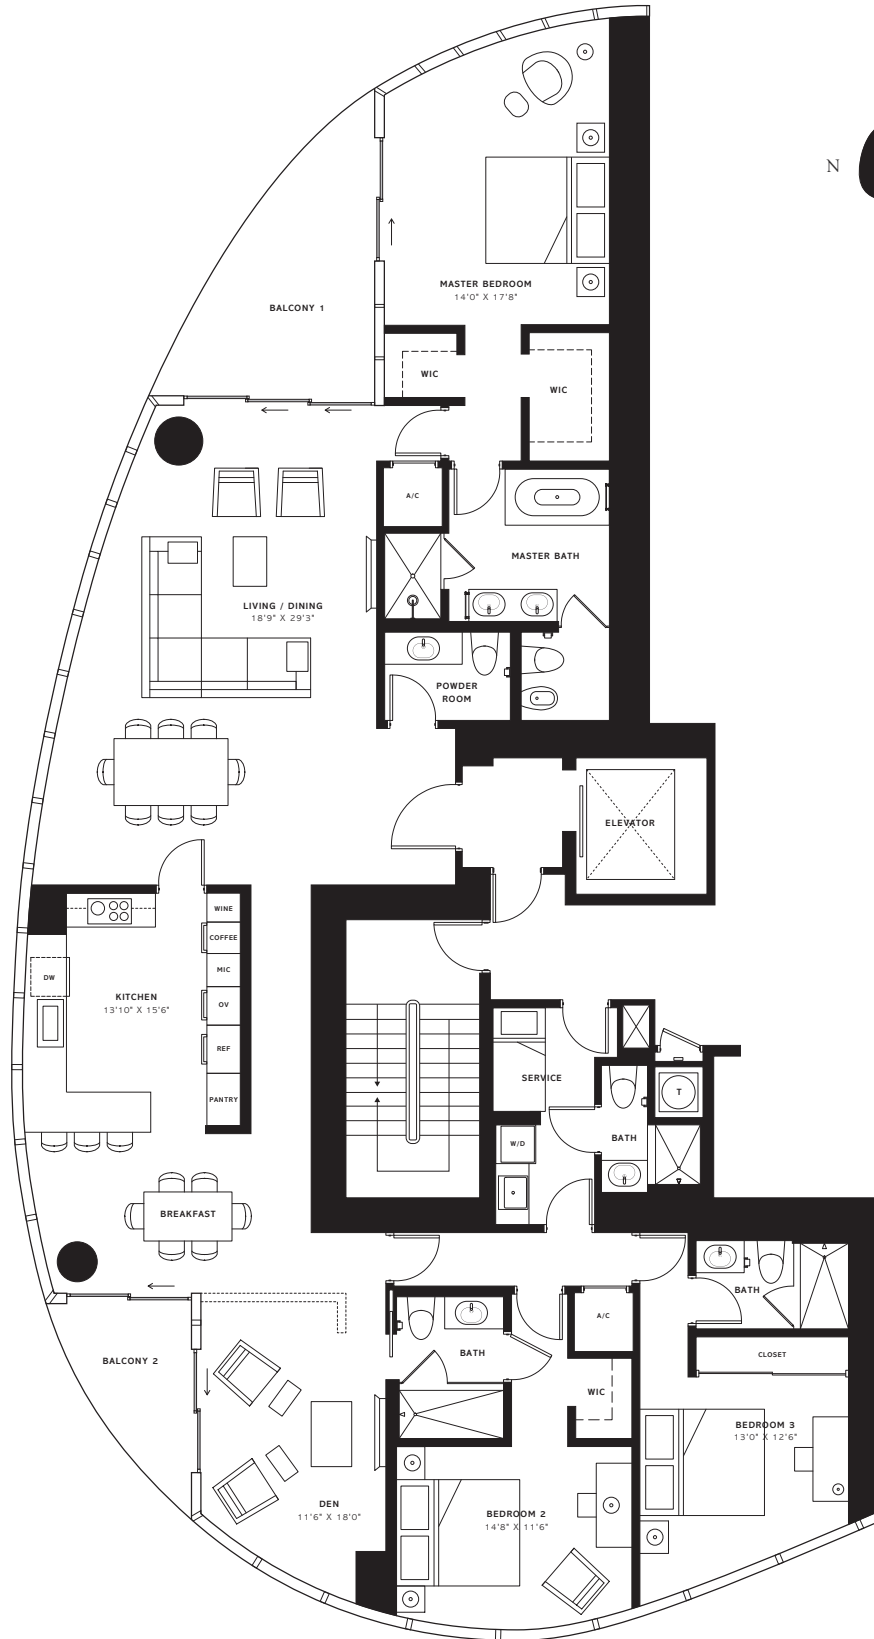 N
MASTER BEDROOM
14'0" X 17'8"
BALCONY 1
WIC
WIC
A/C
MASTER BATH
LIVING / DINING
18'9" X 29'3"
POWDER
ROOM
ELEVATOR
WINE
COFFEE
MIC
DW
OV
KITCHEN
13'10" X 15'6"
REF
PANTRY
SERVICE
T
W/D
BATH
BREAKFAST
BATH
A/C
BATH
BALCONY 2
CLOSET
WIC
BEDROOM 3
13'0" X 12'6"
DEN
11'6" X 18'0"
BEDROOM 2
14'8" X 11'6"